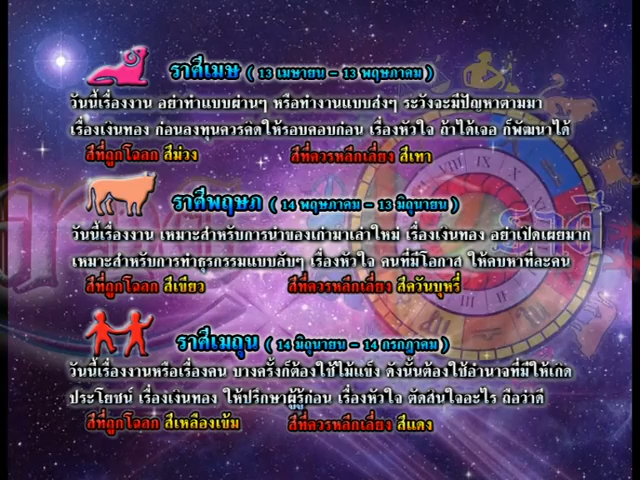 ราศีเมษ ( 13 เมษายน - 13 พฤษภาคม )
วันนี้เรื่องงาน อย่าทำแบบผ่านๆ หรือทำงานแบบส่งๆ ระวังจะมีปัญหาตามมา
เรื่องเงินทอง ก่อนลงทุนควรคิดให้รอบคอบก่อน เรื่องหัวใจ ถ้าได้เจอ ก็พัฒนาได้
สีที่ถูกโฉลก สีม่วง สีที่ควรหลีกเลี่ยง สีเทา
ราศีพฤษภ ( 14 พฤษภาคม - 13 มิถุนายน )
วันนี้เรื่องงาน เหมาะสำหรับการนำของเก่ามาเล่าใหม่ เรื่องเงินทอง อย่าเปิดเผยมาก
เหมาะสำหรับการทำธุรกรรมแบบลับๆ เรื่องหัวใจ คนที่มีโอกาส ให้คบหาทีละคน
สีที่ถูกโฉลก สีเขียว สีที่ควรหลีกเลี่ยง สีควันบุหรี่
ราศีเมถุน ( 14 มิถุนายน - 14 กรกฎาคม )
วันนี้เรื่องงานหรือเรื่องคน บางครั้งก็ต้องใช้ไม้แข็ง ดังนั้นต้องใช้อำนาจที่มีให้เกิด
ประโยชน์ เรื่องเงินทอง ให้ปรึกษาผู้รู้ก่อน เรื่องหัวใจ ตัดสินใจอะไร ถือว่าดี
สีที่ถูกโฉลก สีเหลืองเข้ม สีที่ควรหลีกเลี่ยง สีแดง